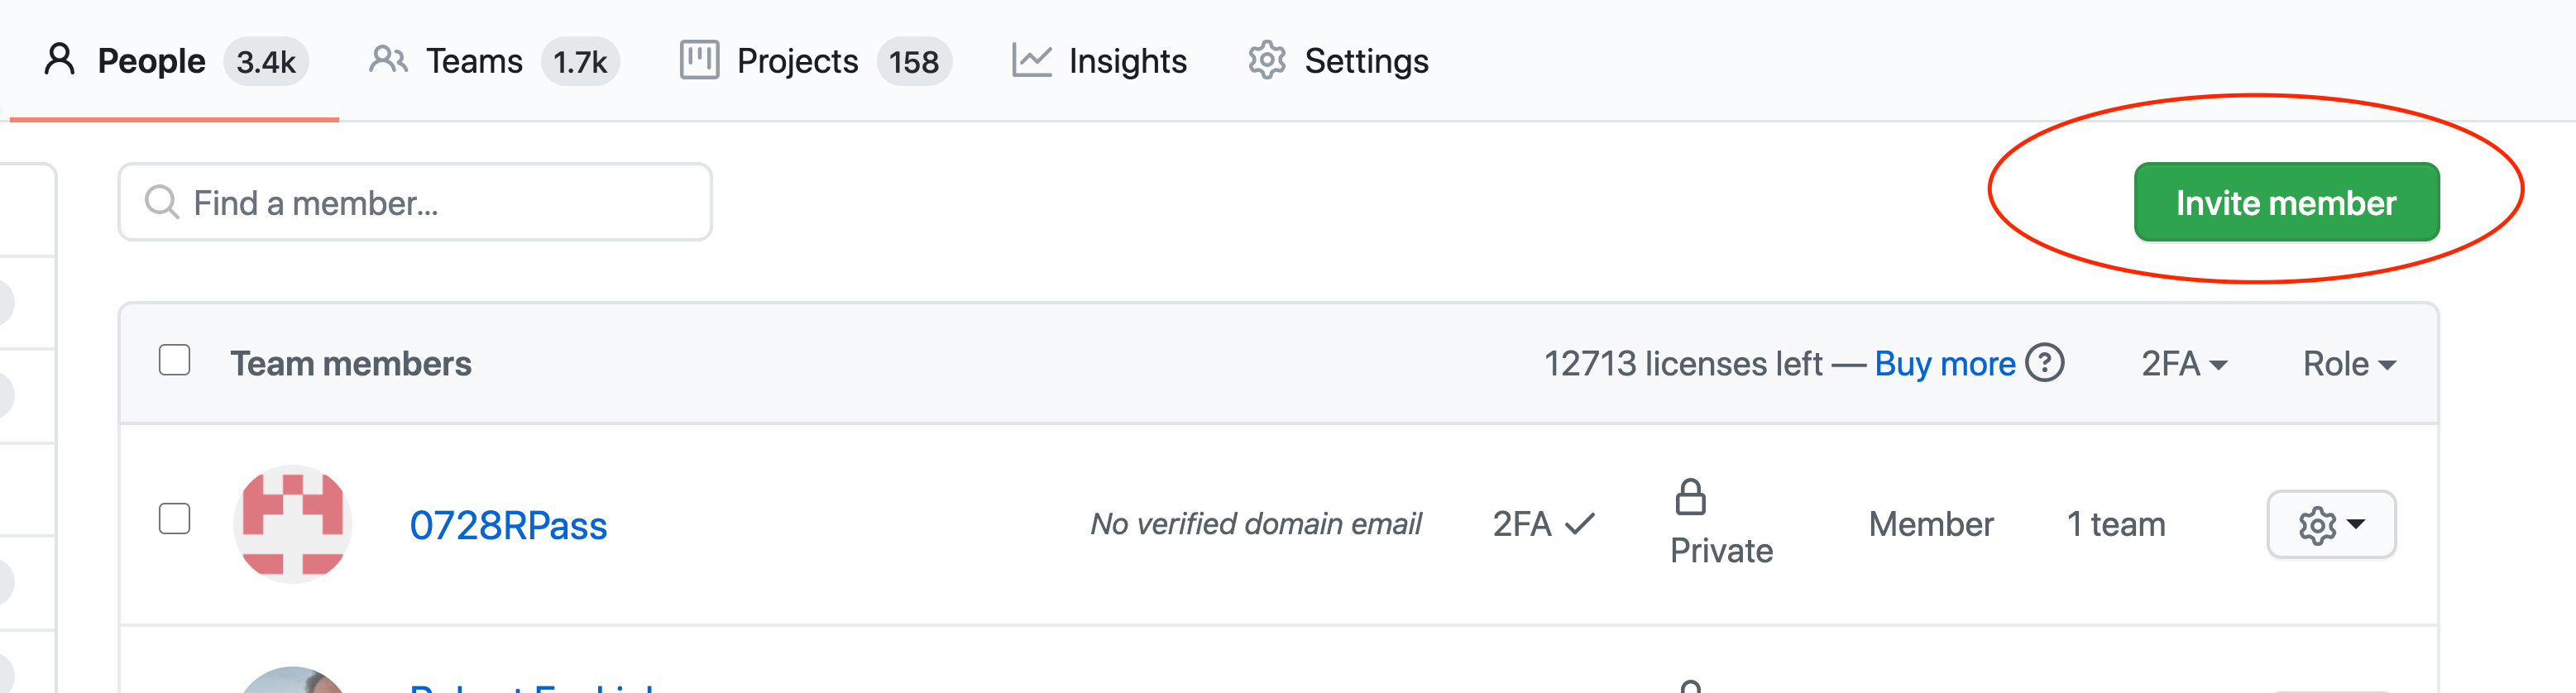 People 3.4k Teams 1.7k Projects 158 Insights Settings
Find a member...
Invite member
Team members 12713 licenses left — Buy more ? 2FA Role
0728RPass No verified domain email 2FA Private Member 1 team